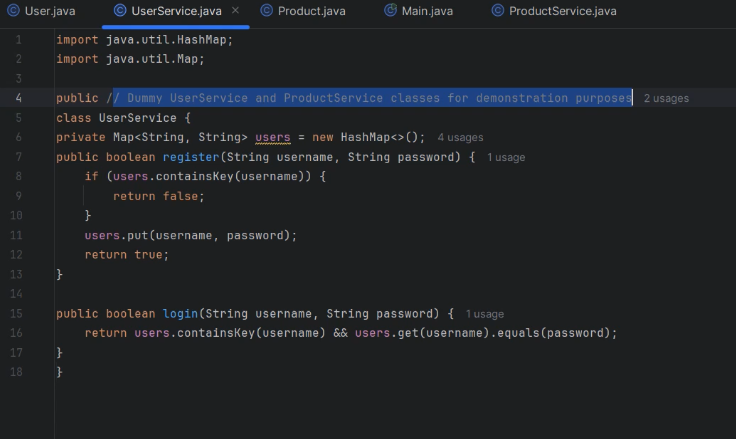 User.java UserService.java Product.java Main.java ProductService.java
1 import java.util.HashMap;
2 import java.util.Map;
3
4 public // Dummy UserService and ProductService classes for demonstration purposes 2 usages
5 class UserService {
6 private Map<String, String> users = new HashMap<>(); 4 usages
7 public boolean register(String username, String password) { 1 usage
8 if (users.containsKey(username)) {
9 return false;
10 }
11 users.put(username, password);
12 return true;
13 }
14
15 public boolean login(String username, String password) { 1 usage
16 return users.containsKey(username) && users.get(username).equals(password);
17 }
18 }